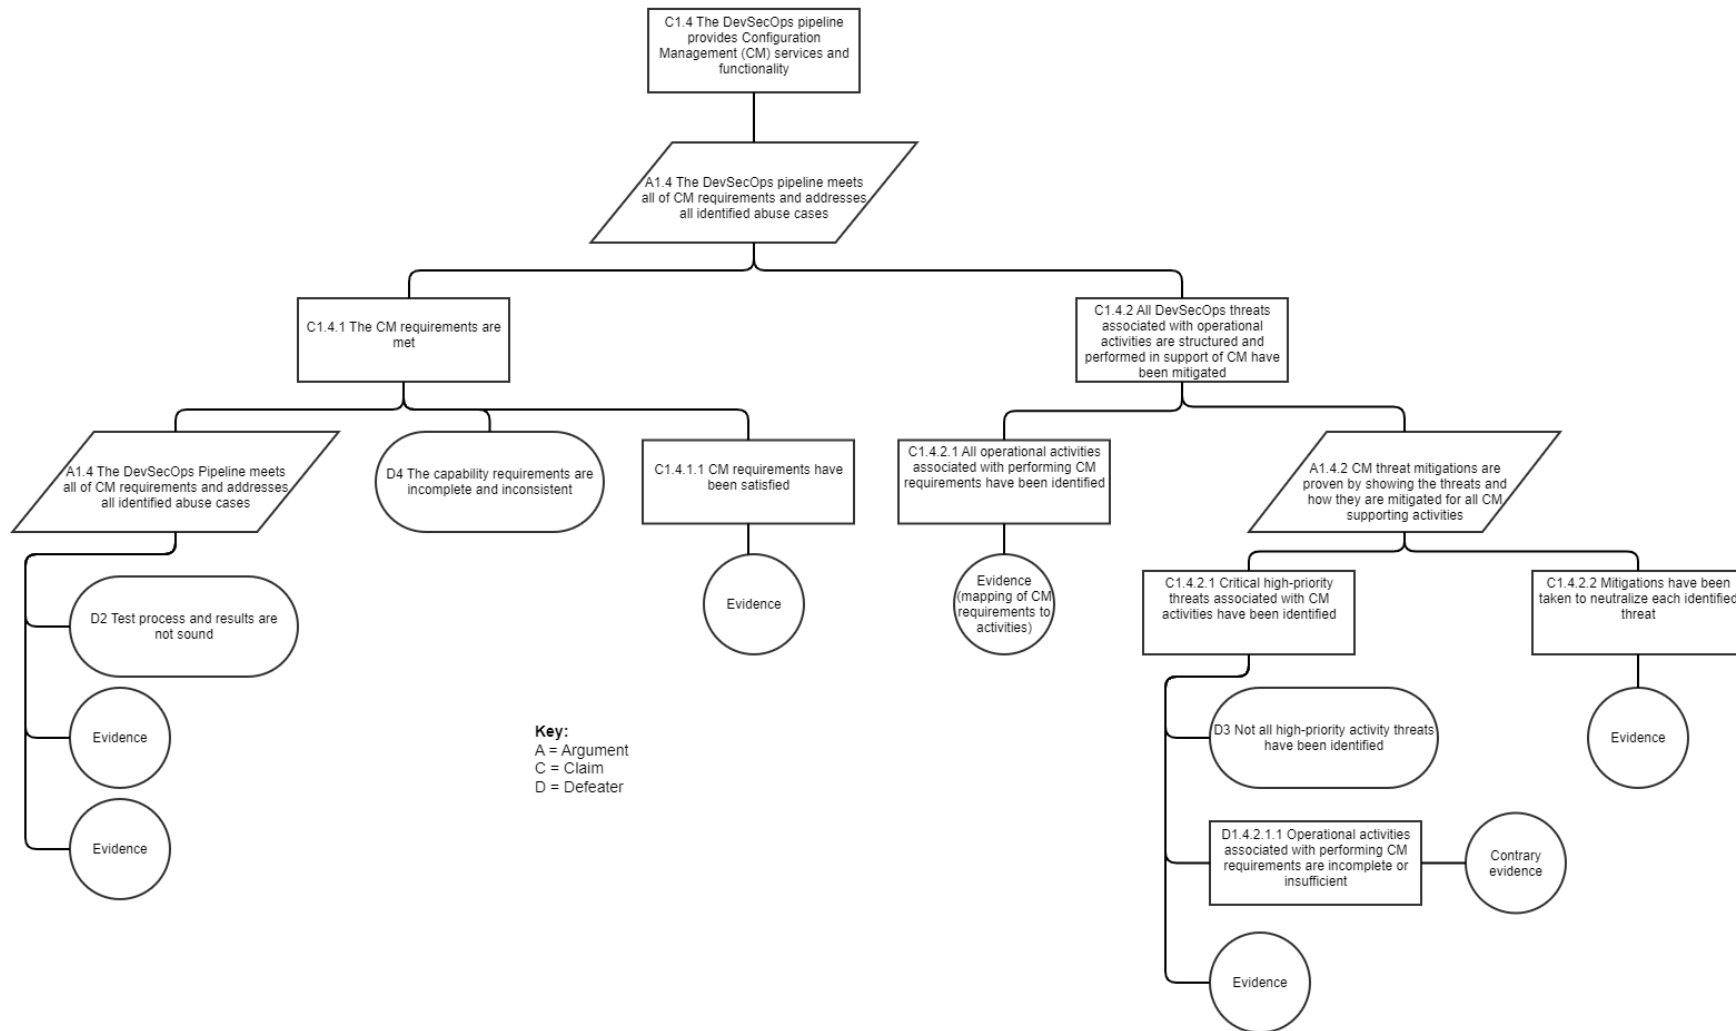 C1.4 The DevSecOps pipeline
provides Configuration
Management (CM) services and
functionality
A1.4 The DevSecOps pipeline meets
all of CM requirements and addresses
all identified abuse cases
C1.4.1 The CM requirements are
met
C1.4.2 All DevSecOps threats
associated with operational
activities are structured and
performed in support of CM have
been mitigated
A1.4 The DevSecOps Pipeline meets
all of CM requirements and addresses
all identified abuse cases
D4 The capability requirements are
incomplete and inconsistent
C1.4.1.1 CM requirements have
been satisfied
C1.4.2.1 All operational activities
associated with performing CM
requirements have been identified
A1.4.2 CM threat mitigations are
proven by showing the threats and
how they are mitigated for all CM
supporting activities
D2 Test process and results are
not sound
Evidence
Evidence
(mapping of CM
requirements to
activities)
C1.4.2.1 Critical high-priority
threats associated with CM
activities have been identified
C1.4.2.2 Mitigations have been
taken to neutralize each identified
threat
Evidence
Key:
A = Argument
C = Claim
D = Defeater
D3 Not all high-priority activity threats
have been identified
Evidence
Evidence
D1.4.2.1.1 Operational activities
associated with performing CM
requirements are incomplete or
insufficient
Contrary
evidence
Evidence